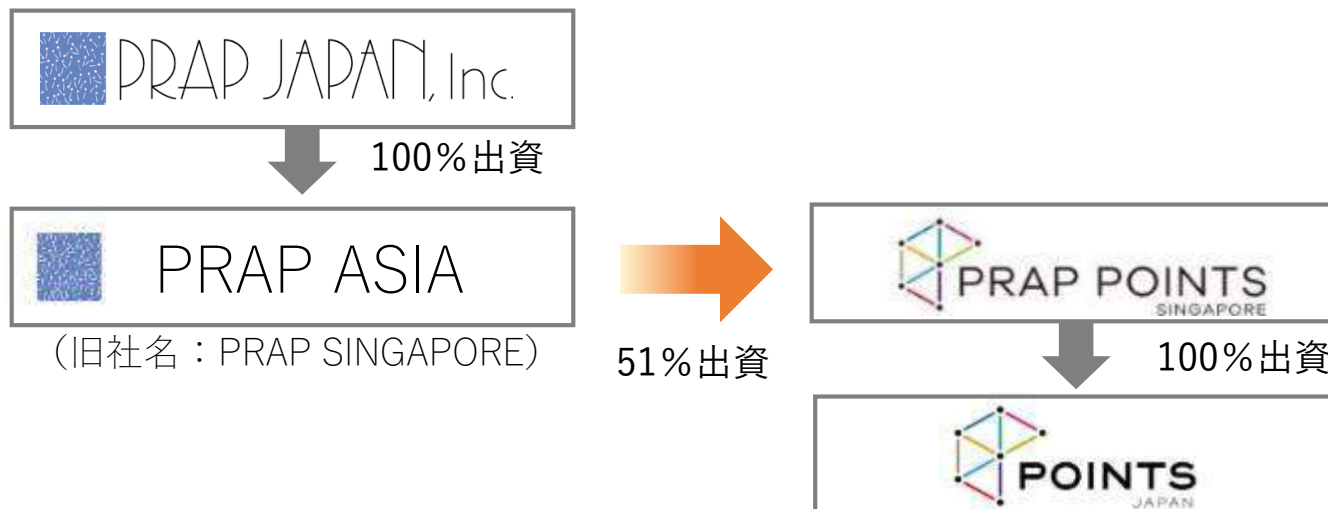 PRAP JAPAN, Inc.
100%出資
PRAP ASIA
（旧社名：PRAP SINGAPORE）
51%出資
PRAP POINTS
SINGAPORE
100%出資
POINTS
JAPAN